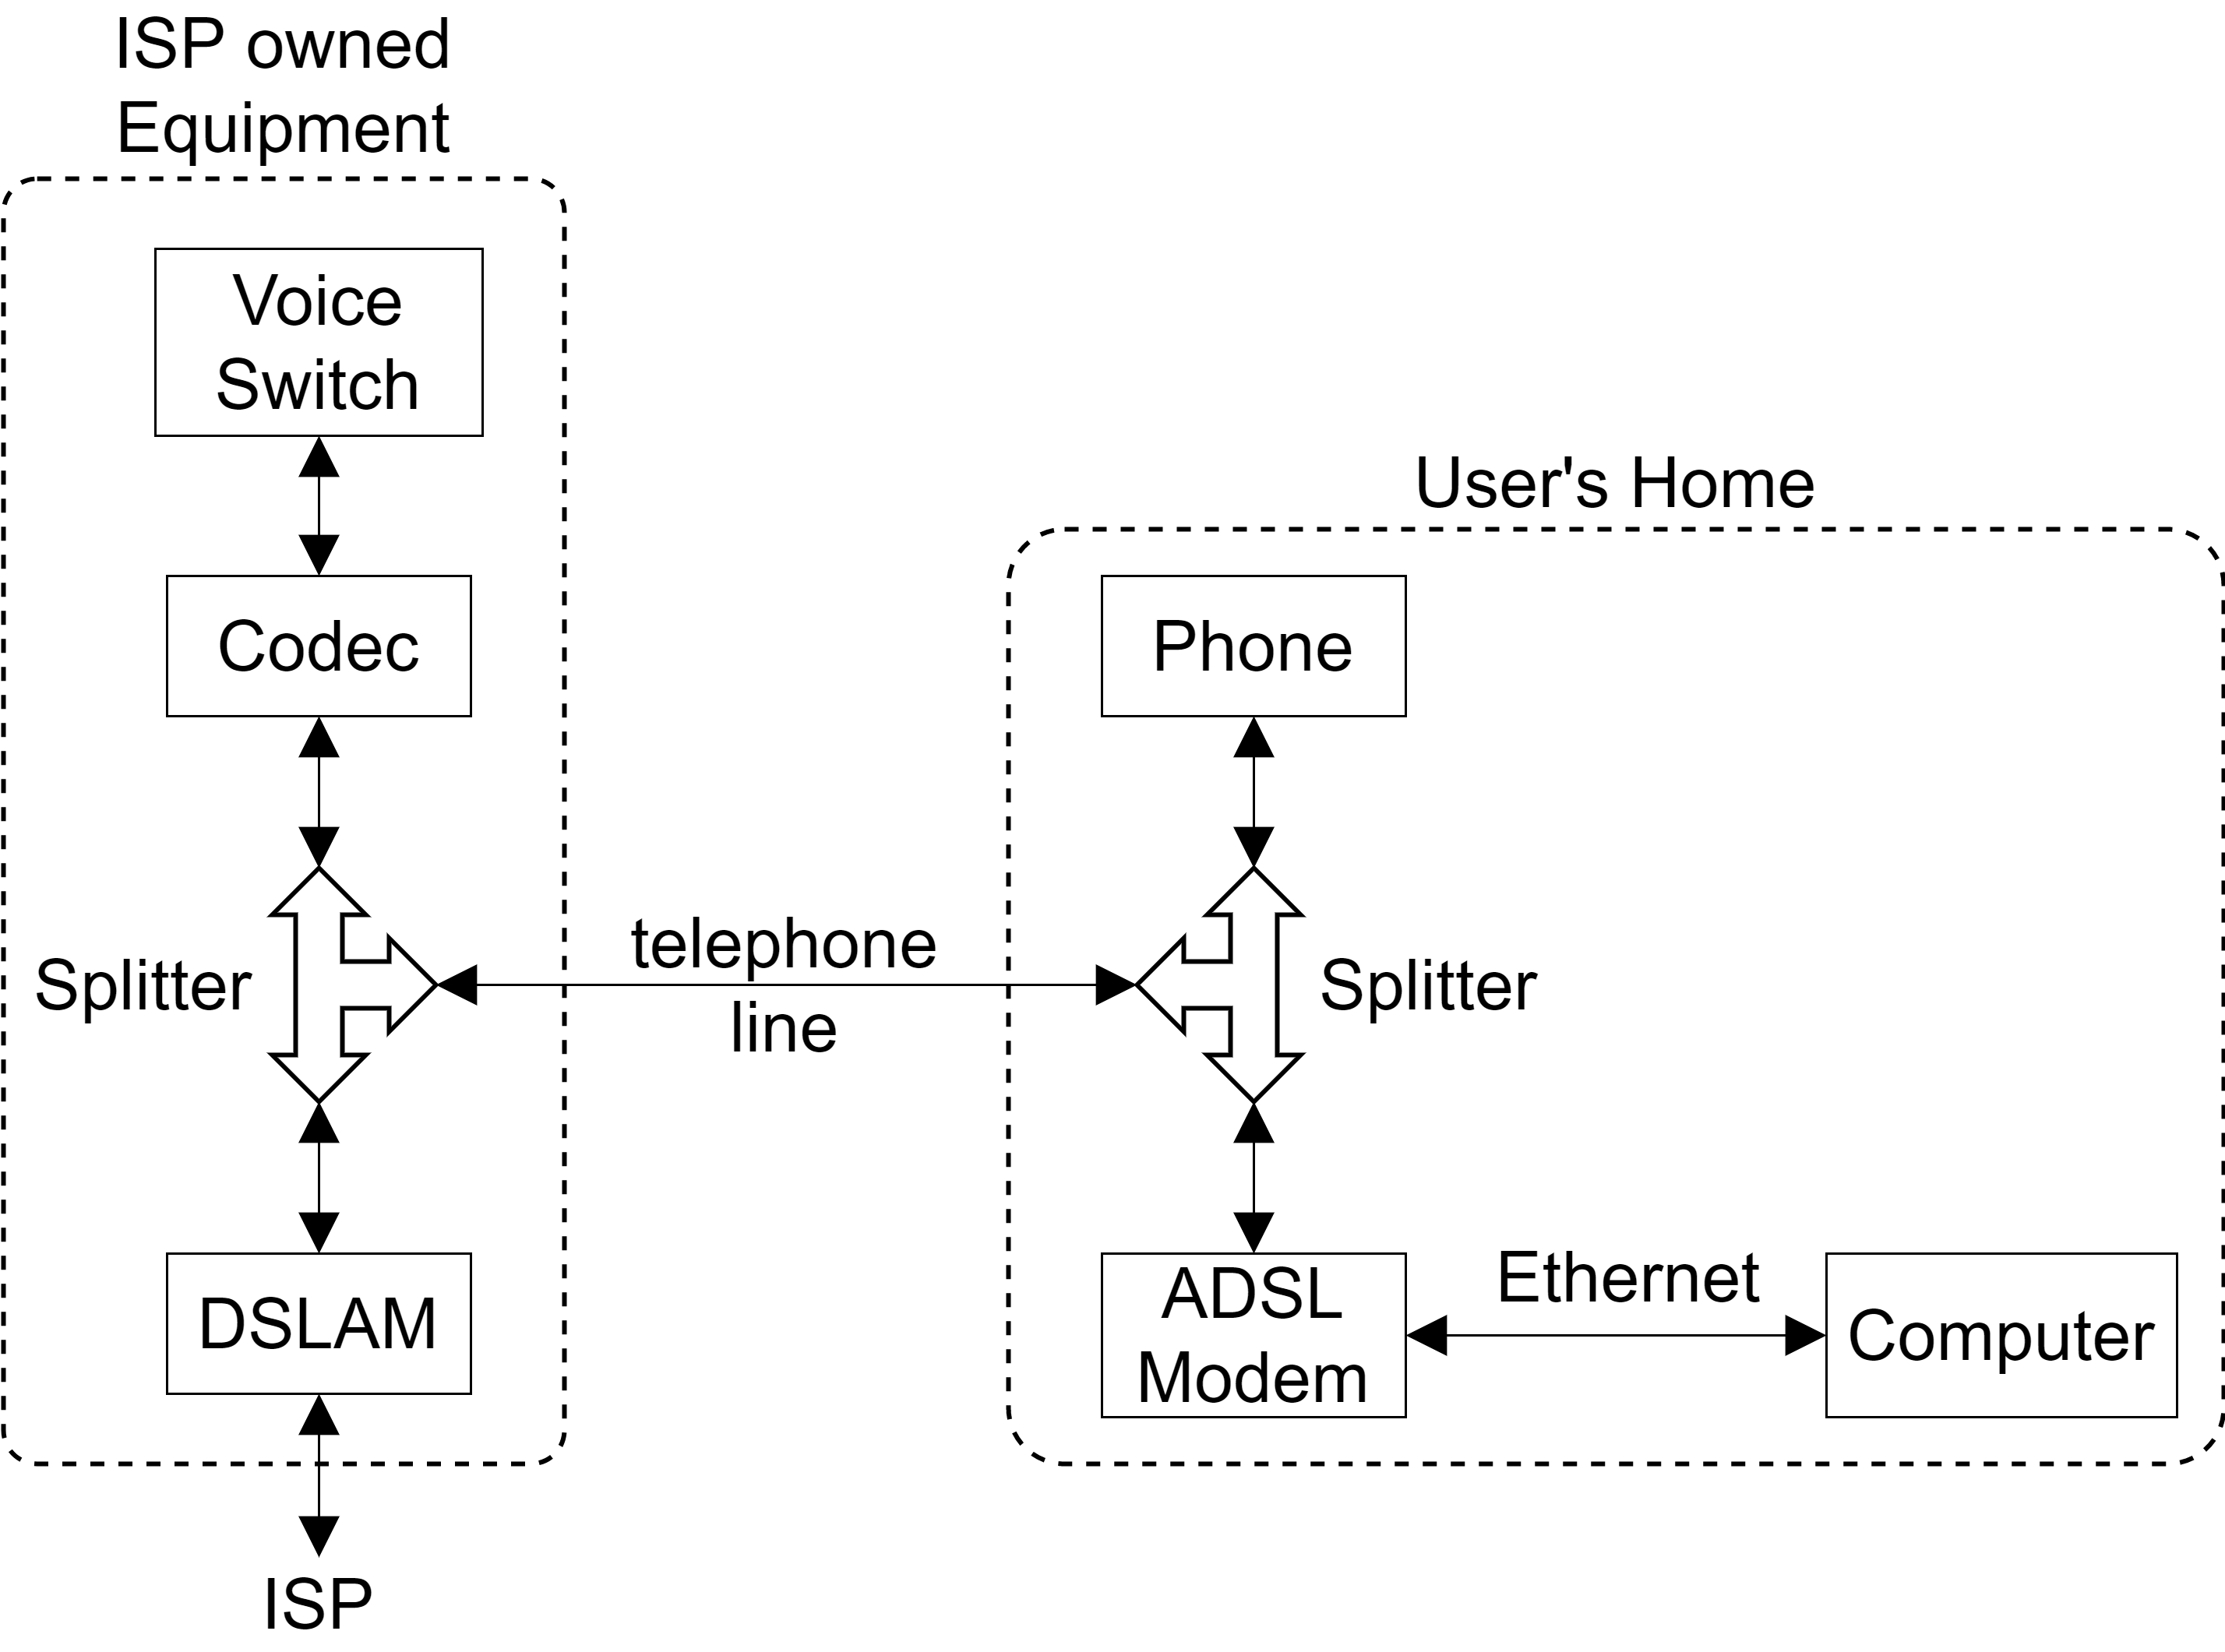 ISP owned
Equipment
Voice
Switch
User's Home
Codec
Phone
telephone
Splitter
Splitter
line
Ethernet
DSLAM
ADSL
Modem
Computer
ISP